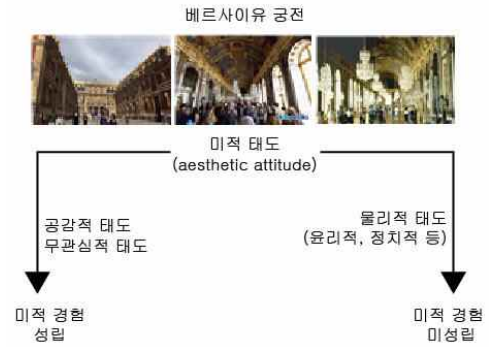 베르사이유 궁전
미적 태도
(aesthetic attitude)
공감적 태도
무관심적 태도
물리적 태도
(윤리적, 정치적 등)
미적 경험
성립
미적 경험
미성립